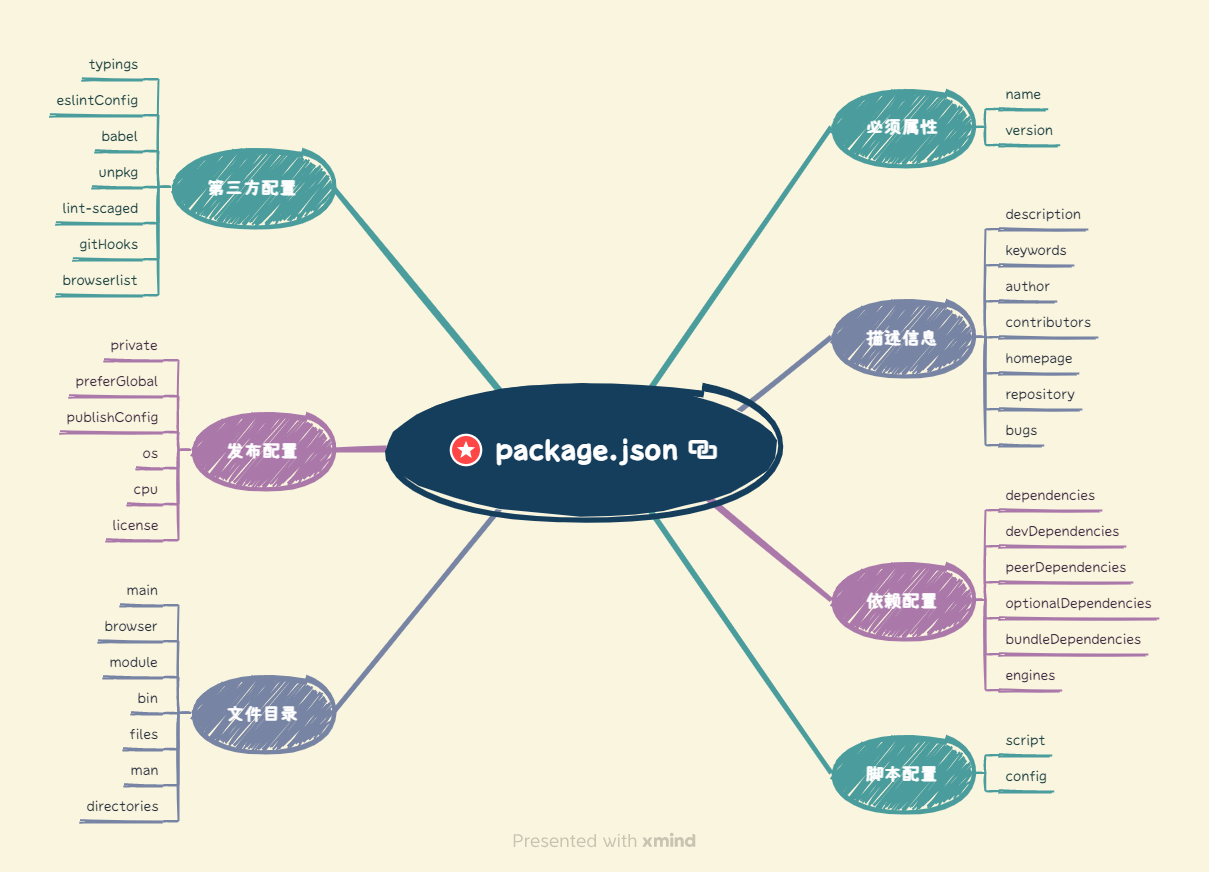 package.json
必须属性
name
version
描述信息
description
keywords
author
contributors
homepage
repository
bugs
依赖配置
dependencies
devDependencies
peerDependencies
optionalDependencies
bundleDependencies
engines
脚本配置
script
config
第三方配置
typings
eslintConfig
babel
unpkg
lint-scaged
gitHooks
browserlist
发布配置
private
preferGlobal
publishConfig
os
cpu
license
文件目录
main
browser
module
bin
files
man
directories
Presented with xmind